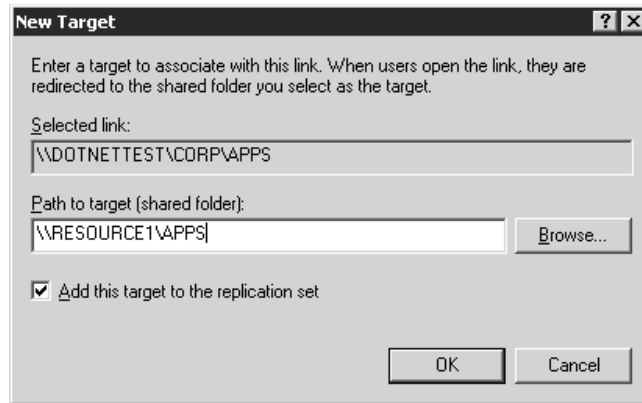 New Target
Enter a target to associate with this link. When users open the link, they are
redirected to the shared folder you select as the target.
Selected link:
\\DOTNETTEST\CORP\APPS
Path to target (shared folder):
\\RESOURCE1\APPS
Browse...
Add this target to the replication set
OK
Cancel